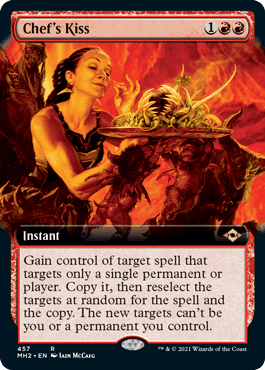 Chef's Kiss 1
Instant
Gain control of target spell that
targets only a single permanent or
player. Copy it, then reselect the
targets at random for the spell and
the copy. The new targets can't be
you or a permanent you control.
457 R
MH2 • EN Iain McCaig ™ & © 2021 Wizards of the Coast